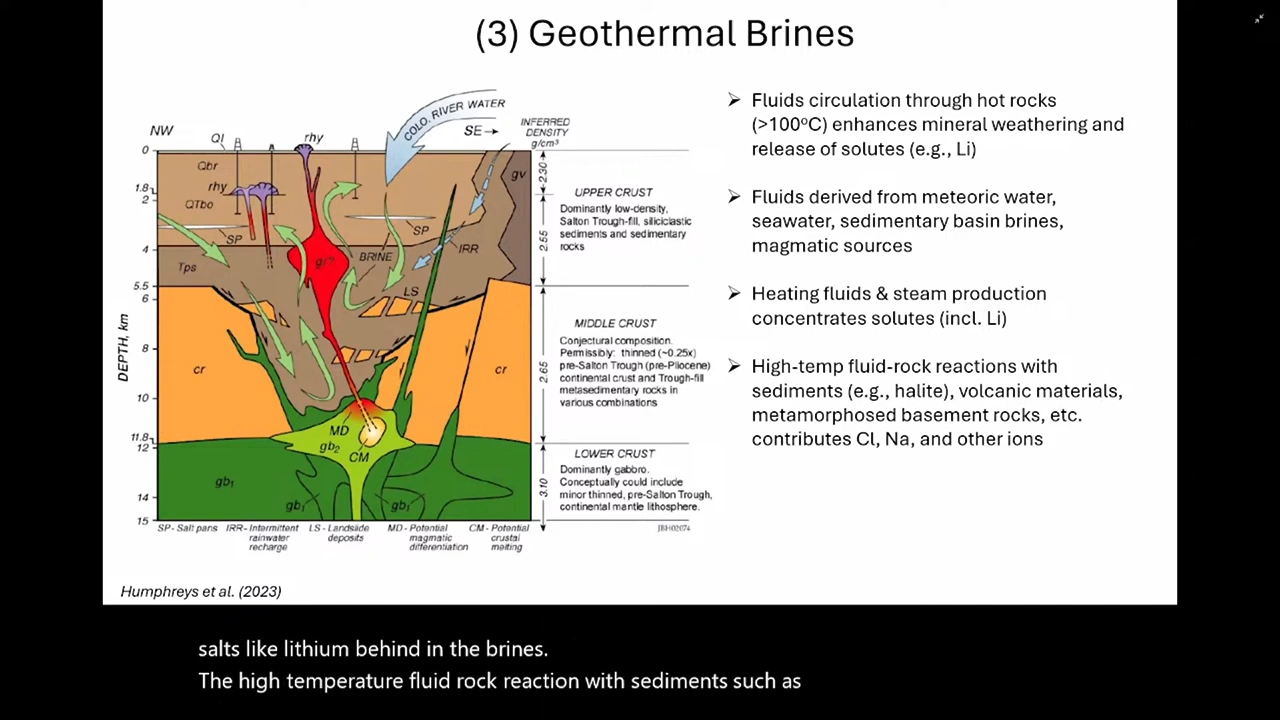 (3) Geothermal Brines
NW
Ql
rhy
COLD, RIVER WATER
SE→
INFERRED
DENSITY
g/cm³
0
Qbr
1.8
2
rhy
QTbo
SP
SP
4
gr?
BRINE
IRR
gv
Tps
5.5
6
LS
8
cr
cr
10
MD
11.8
12
gb₂
CM
gb₁
gb₁
gb₁
14
15
DEPTH, km
2.30
2.55
2.65
3.10
UPPER CRUST
Dominantly low-density,
Salton Trough-fill, siliciclastic
sediments and sedimentary
rocks
MIDDLE CRUST
Conjectural composition.
Permissibly: thinned (~0.25x)
pre-Salton Trough (pre-Pliocene)
continental crust and Trough-fill
metasedimentary rocks in
various combinations
LOWER CRUST
Dominantly gabbro.
Conceptually could include
minor thinned, pre-Salton Trough,
continental mantle lithosphere.
SP - Salt pans
IRR - Intermittent
rainwater
recharge
LS - Landslide
deposits
MD - Potential
magmatic
differentiation
CM - Potential
crustal
melting
JBH02074
Humphreys et al. (2023)
➢ Fluids circulation through hot rocks
(>100ºC) enhances mineral weathering and
release of solutes (e.g., Li)
➢ Fluids derived from meteoric water,
seawater, sedimentary basin brines,
magmatic sources
➢ Heating fluids & steam production
concentrates solutes (incl. Li)
➢ High-temp fluid-rock reactions with
sediments (e.g., halite), volcanic materials,
metamorphosed basement rocks, etc.
contributes Cl, Na, and other ions
salts like lithium behind in the brines.
The high temperature fluid rock reaction with sediments such as